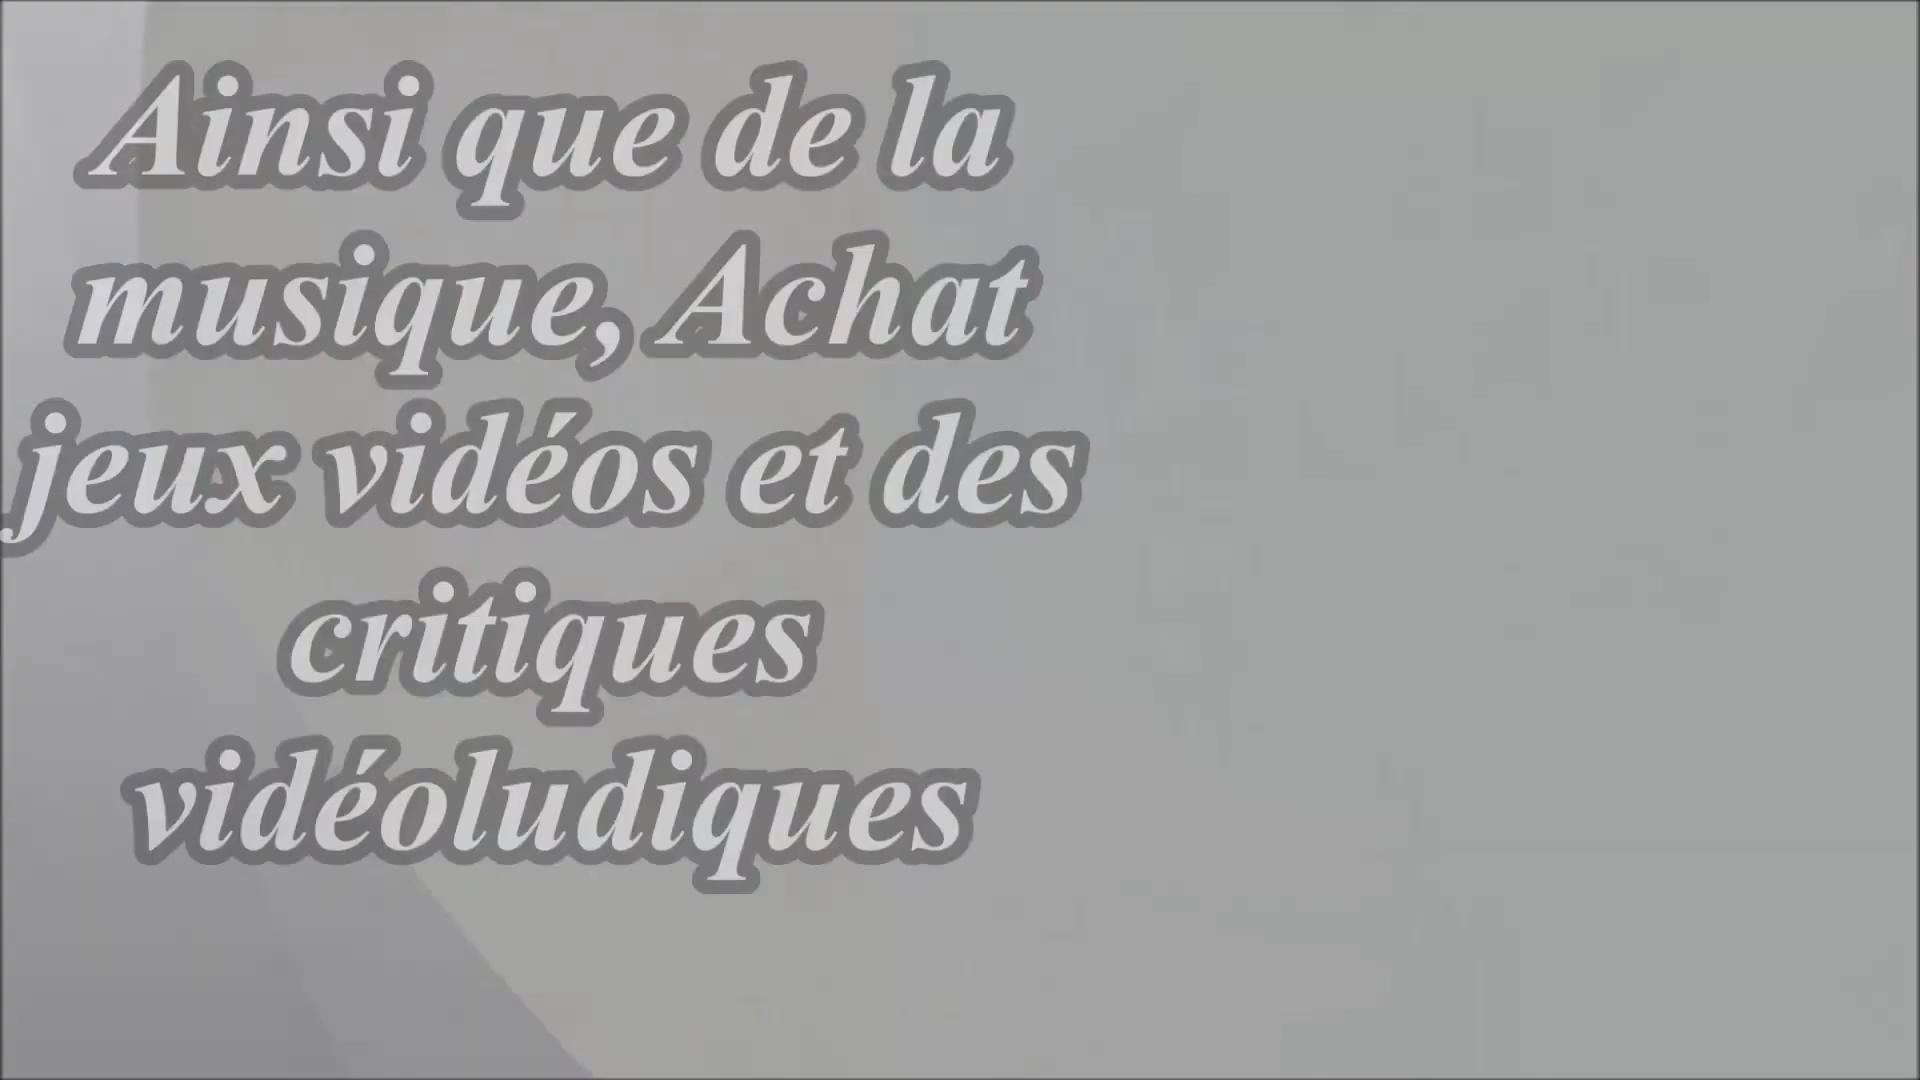 Ainsi que de la
musique, Achat
jeux vidéos et des
critiques
vidéoludiques